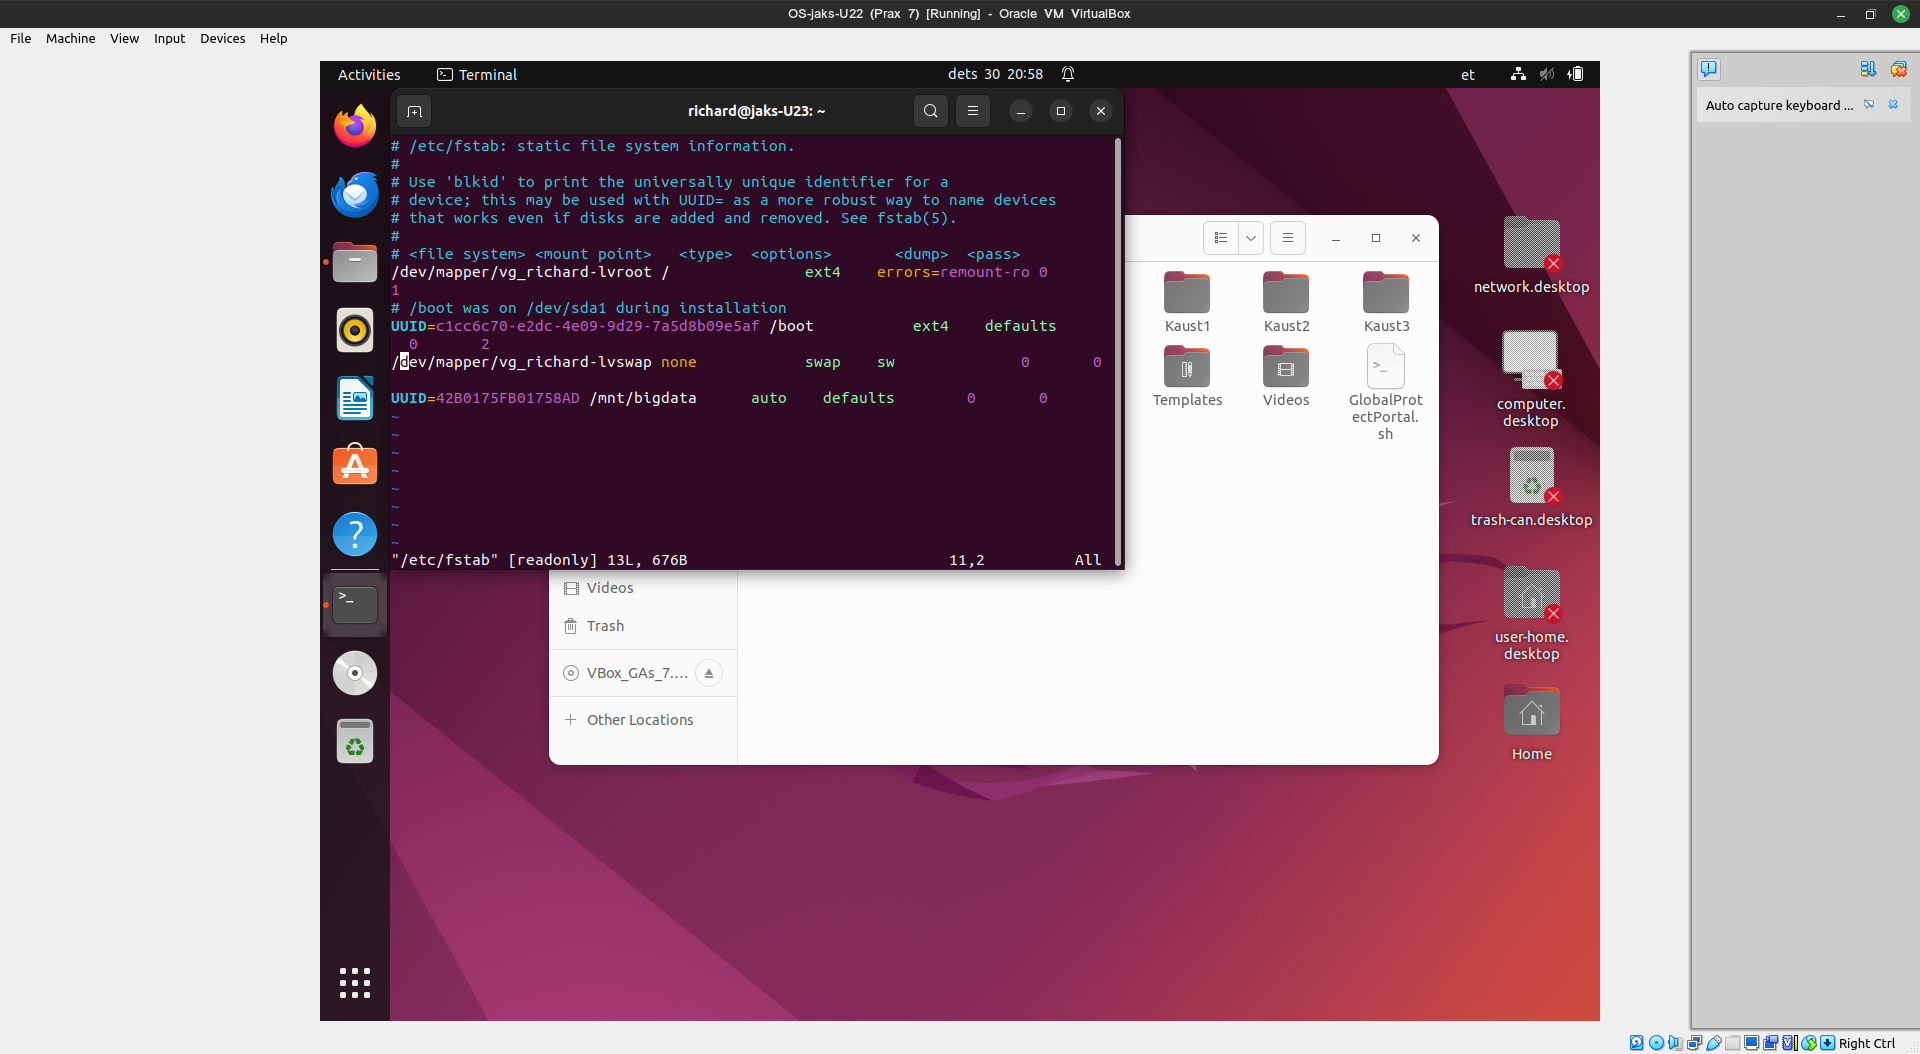 OS-jaks-U22 (Prax 7) [Running] - Oracle VM VirtualBox
File Machine View Input Devices Help
Activities Terminal dets 30 20:58 et
Auto capture keyboard ...
richard@jaks-U23: ~
# /etc/fstab: static file system information.
#
# Use 'blkid' to print the universally unique identifier for a
# device; this may be used with UUID= as a more robust way to name devices
# that works even if disks are added and removed. See fstab(5).
#
# <file system> <mount point>   <type>  <options>       <dump>  <pass>
/dev/mapper/vg_richard-lvroot /               ext4    errors=remount-ro 0
1
# /boot was on /dev/sda1 during installation
UUID=c1cc6c70-e2dc-4e09-9d29-7a5d8b09e5af /boot           ext4    defaults
  0       2
/dev/mapper/vg_richard-lvswap none            swap    sw              0       0
UUID=42B0175FB01758AD /mnt/bigdata      auto    defaults        0       0
~
~
~
~
~
~
~
~
"/etc/fstab" [readonly] 13L, 676B                             11,2          All
Kaust1 Kaust2 Kaust3
Templates Videos GlobalProt
ectPortal.
sh
Videos
Trash
VBox_GAs_7....
Other Locations
network.desktop
computer.
desktop
trash-can.desktop
user-home.
desktop
Home
Right Ctrl